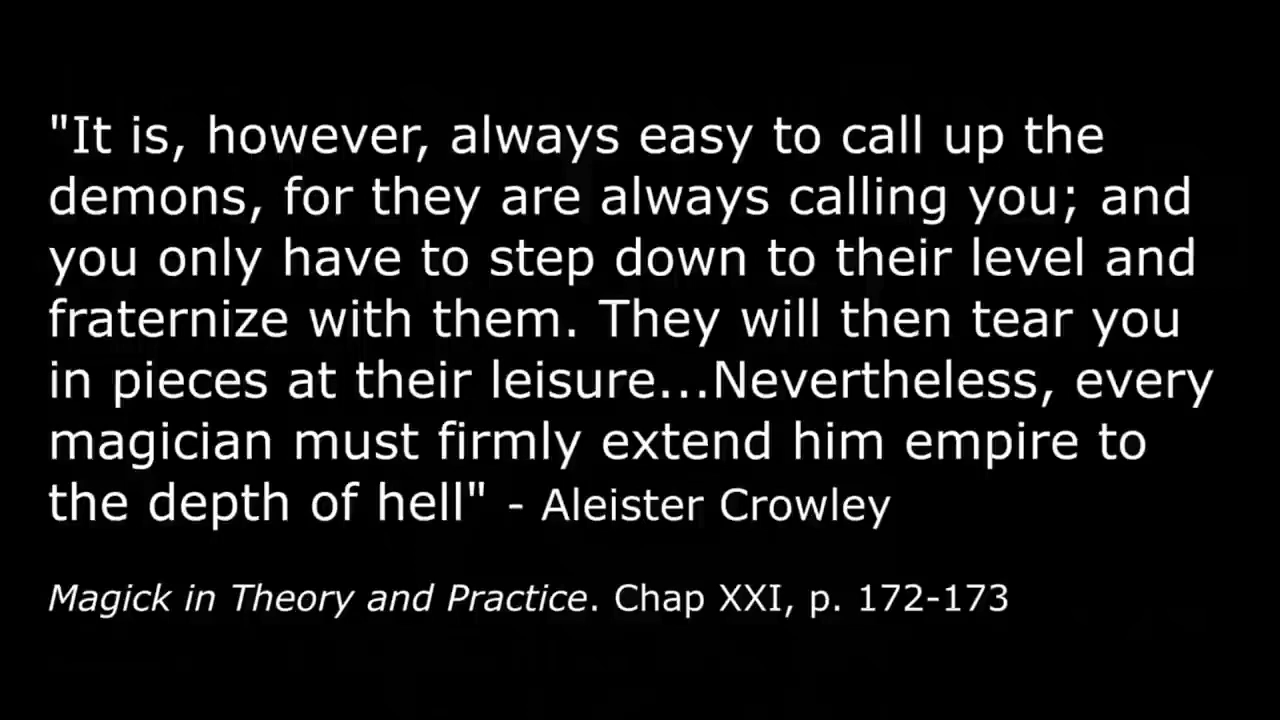 "It is, however, always easy to call up the
demons, for they are always calling you; and
you only have to step down to their level and
fraternize with them. They will then tear you
in pieces at their leisure...Nevertheless, every
magician must firmly extend him empire to
the depth of hell" - Aleister Crowley
Magick in Theory and Practice. Chap XXI, p. 172-173